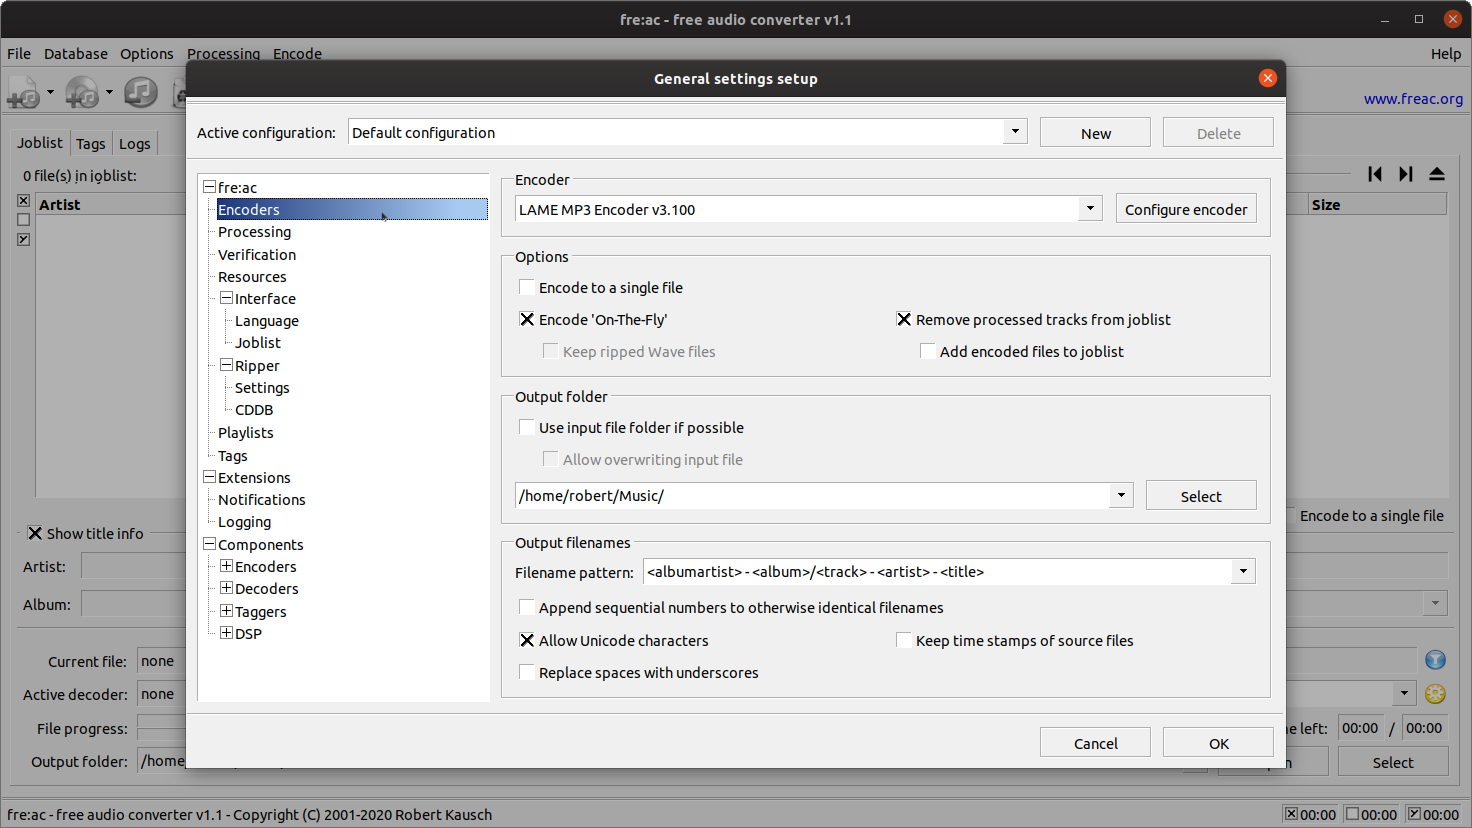 fre:ac - free audio converter v1.1
File Database Options Processing Encode Help
General settings setup
www.freac.org
Active configuration: Default configuration New Delete
Joblist Tags Logs
0 file(s) in joblist:
Artist
Size
fre:ac
Encoders
Processing
Verification
Resources
Interface
Language
Joblist
Ripper
Settings
CDDB
Playlists
Tags
Extensions
Notifications
Logging
Components
Encoders
Decoders
Taggers
DSP
Encoder
LAME MP3 Encoder v3.100 Configure encoder
Options
Encode to a single file
Encode 'On-The-Fly' Remove processed tracks from joblist
Keep ripped Wave files Add encoded files to joblist
Output folder
Use input file folder if possible
Allow overwriting input file
/home/robert/Music/ Select
Output filenames
Filename pattern: <albumartist> - <album>/<track> - <artist> - <title>
Append sequential numbers to otherwise identical filenames
Allow Unicode characters Keep time stamps of source files
Replace spaces with underscores
Cancel OK
Show title info
Encode to a single file
Artist:
Album:
Current file: none
Active decoder: none
File progress:
left: 00:00 / 00:00
Output folder: /home
Select
fre:ac - free audio converter v1.1 - Copyright (C) 2001-2020 Robert Kausch
00:00 00:00 00:00